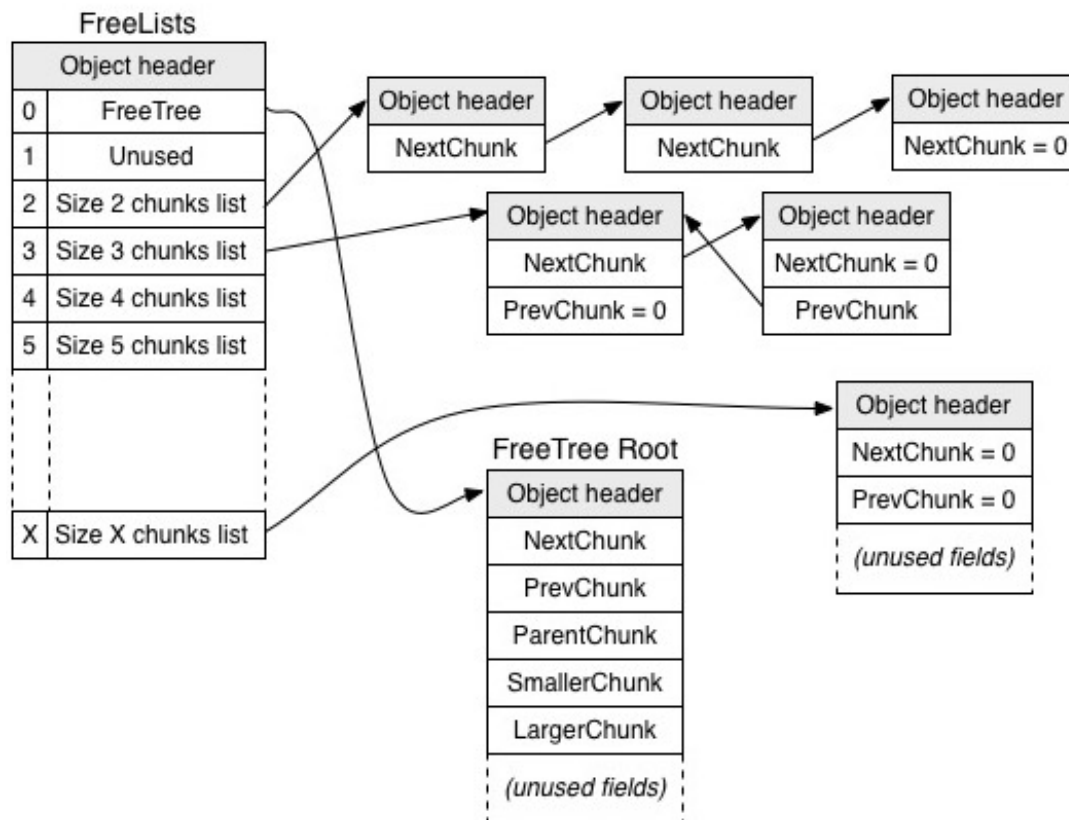 FreeLists
Object header
0 FreeTree
1 Unused
2 Size 2 chunks list
3 Size 3 chunks list
4 Size 4 chunks list
5 Size 5 chunks list
X Size X chunks list
Object header
NextChunk
Object header
NextChunk
Object header
NextChunk = 0
Object header
NextChunk
PrevChunk = 0
Object header
NextChunk = 0
PrevChunk
Object header
NextChunk = 0
PrevChunk = 0
(unused fields)
FreeTree Root
Object header
NextChunk
PrevChunk
ParentChunk
SmallerChunk
LargerChunk
(unused fields)